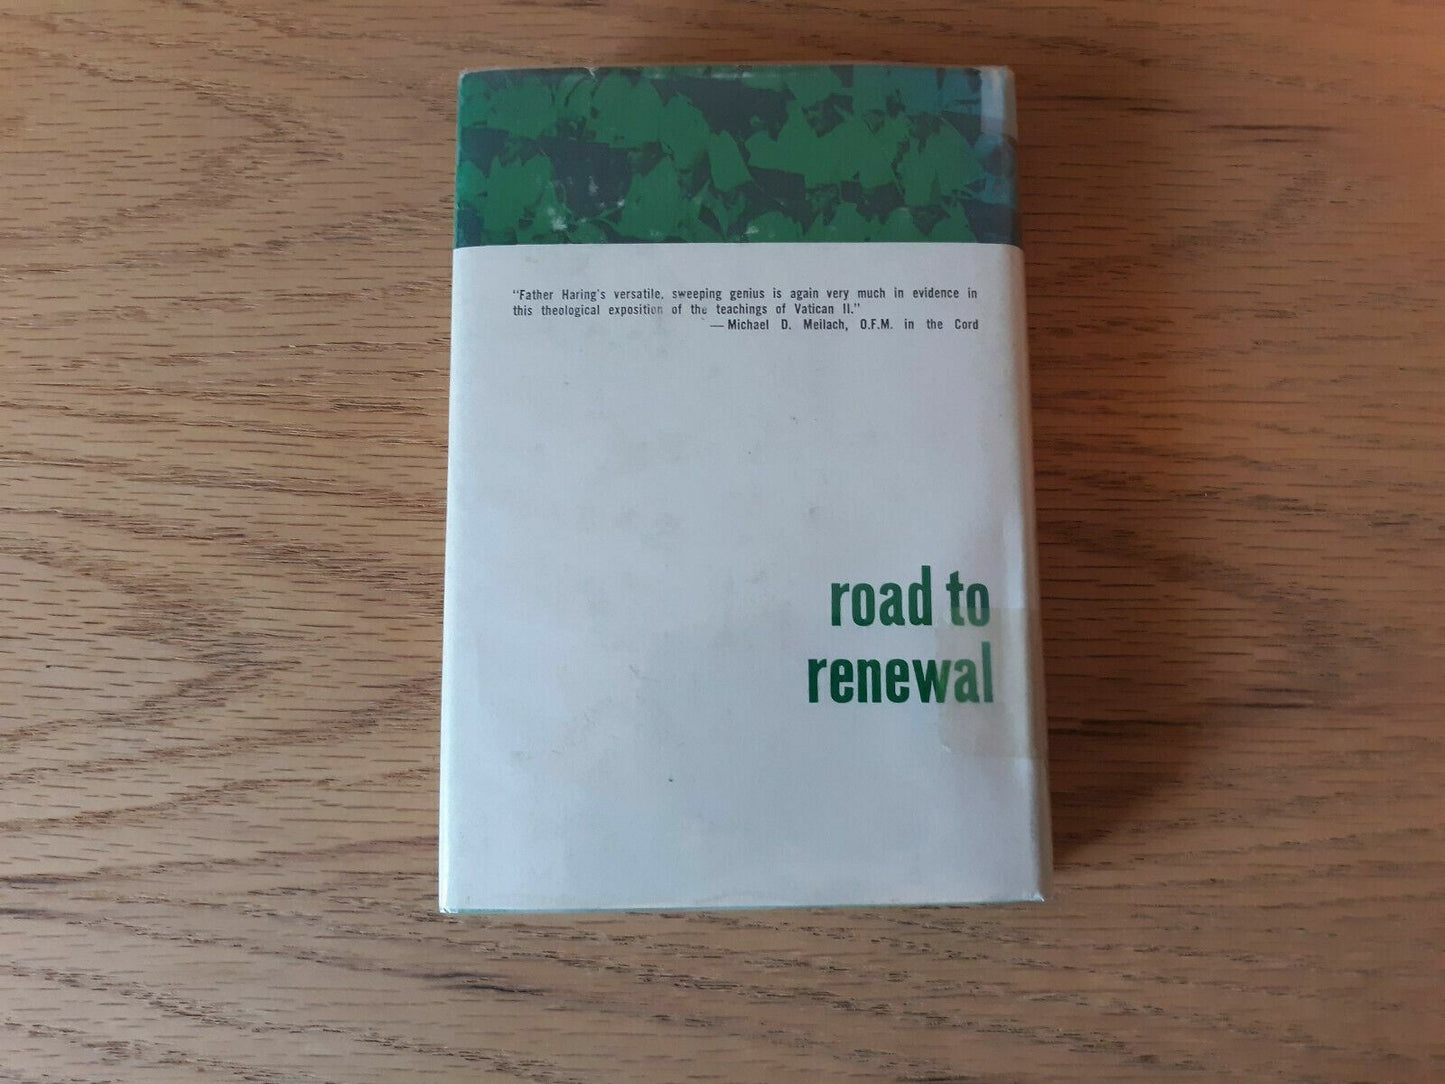 "Father Haring's versatile, sweeping genius is again very much in evidence in
this theological exposition of the teachings of Vatican II."
— Michael D. Meilach, O.F.M. in the Cord
road to
renewal